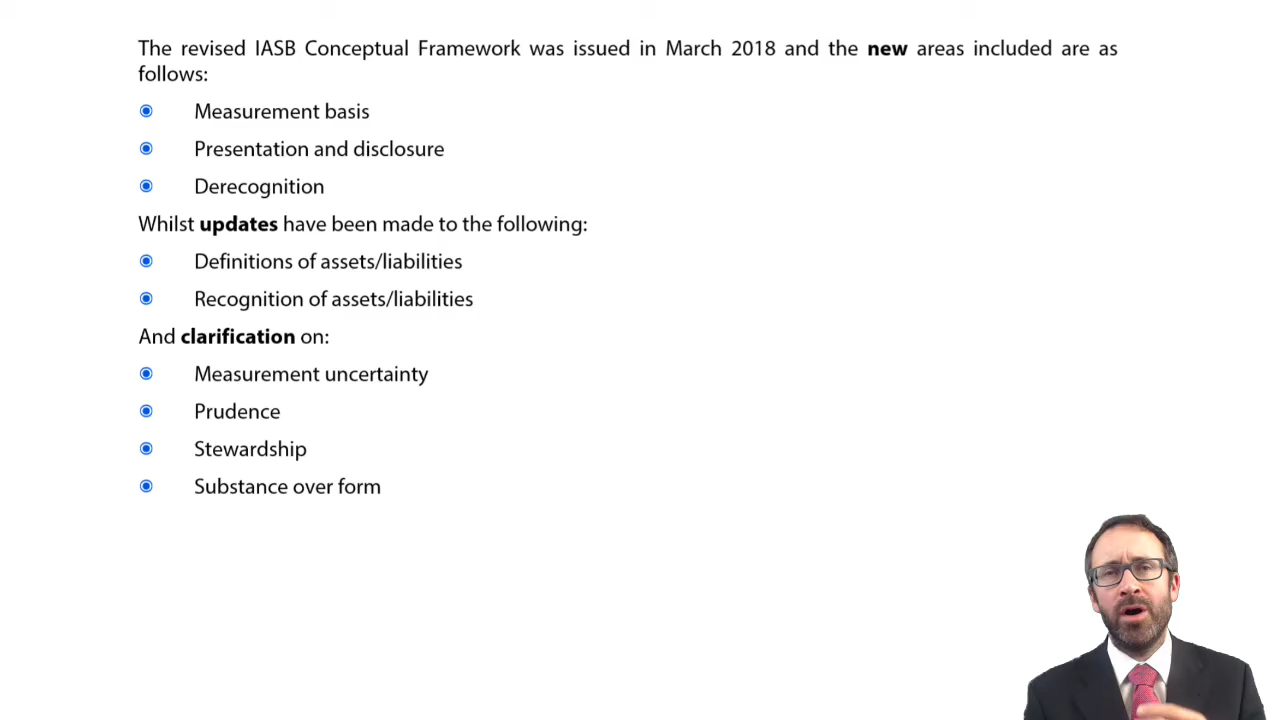 The revised IASB Conceptual Framework was issued in March 2018 and the new areas included are as
follows:
Measurement basis
Presentation and disclosure
Derecognition
Whilst updates have been made to the following:
Definitions of assets/liabilities
Recognition of assets/liabilities
And clarification on:
Measurement uncertainty
Prudence
Stewardship
Substance over form